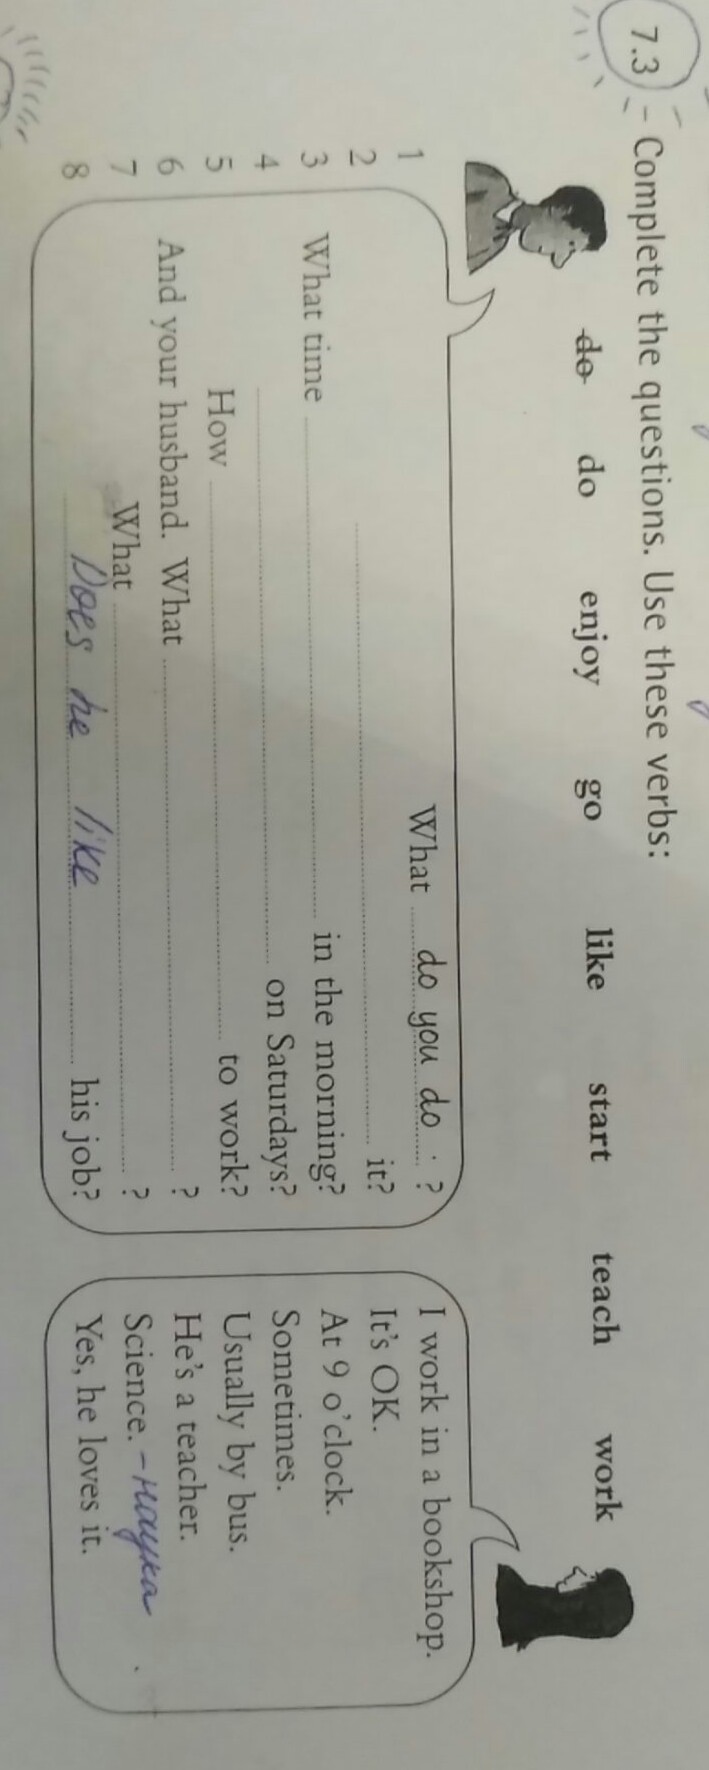 7.3 Complete the questions. Use these verbs:
do do enjoy go like start teach work
1 What do you do ?
2 it?
3 What time in the morning?
4 on Saturdays?
5 How to work?
6 And your husband. What ?
7 What ?
8 Does he like his job?
I work in a bookshop.
It's OK.
At 9 o'clock.
Sometimes.
Usually by bus.
He's a teacher.
Science. – наука
Yes, he loves it.